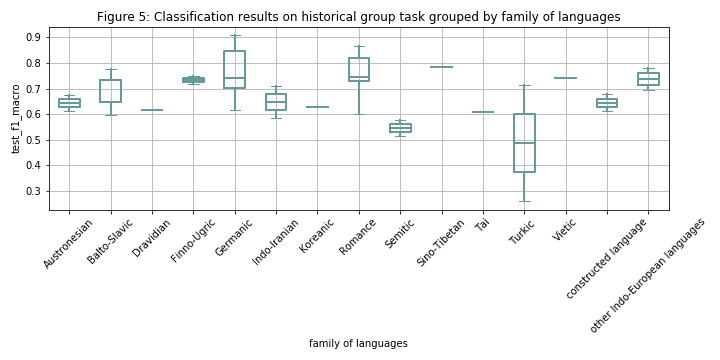 Figure 5: Classification results on historical group task grouped by family of languages
test_f1_macro
0.9
0.8
0.7
0.6
0.5
0.4
0.3
Austronesian
Balto-Slavic
Dravidian
Finno-Ugric
Germanic
Indo-Iranian
Koreanic
Romance
Semitic
Sino-Tibetan
Tai
Turkic
Vietic
constructed language
other Indo-European languages
family of languages